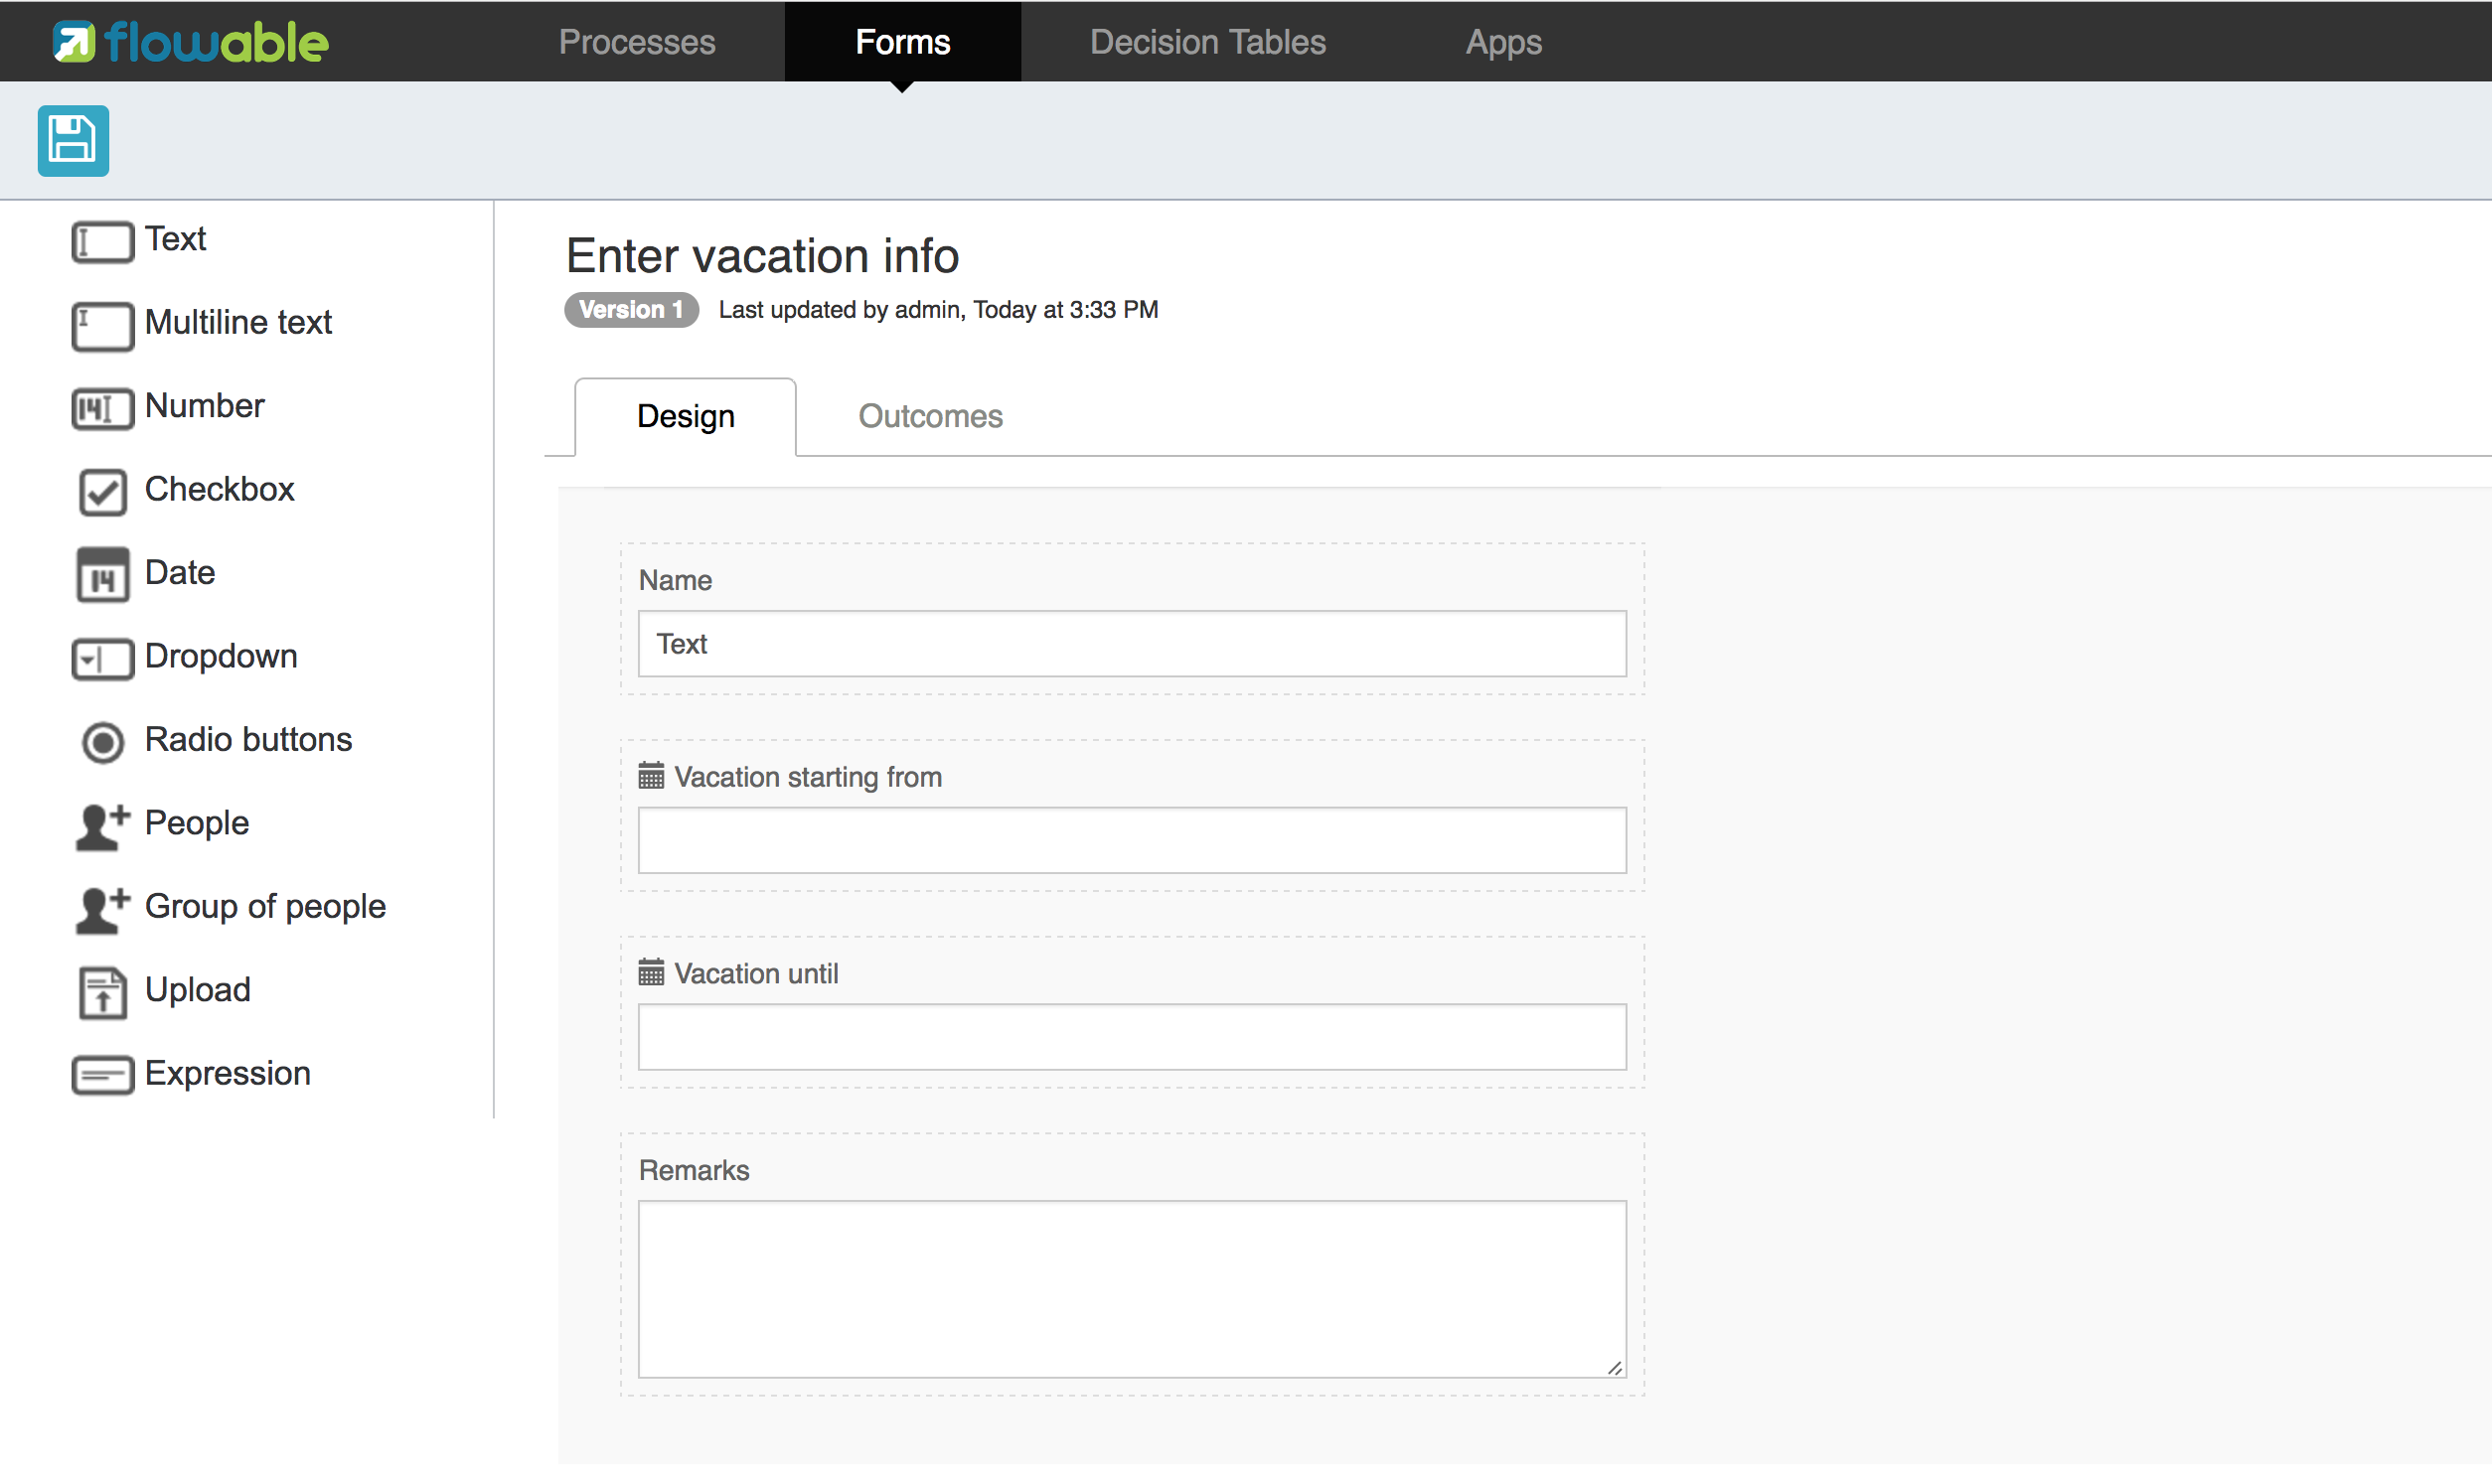 flowable Processes Forms Decision Tables Apps
Text
Multiline text
14 Number
Checkbox
14 Date
Dropdown
Radio buttons
People
Group of people
Upload
Expression
Enter vacation info
Version 1 Last updated by admin, Today at 3:33 PM
Design Outcomes
Name
Text
Vacation starting from
Vacation until
Remarks